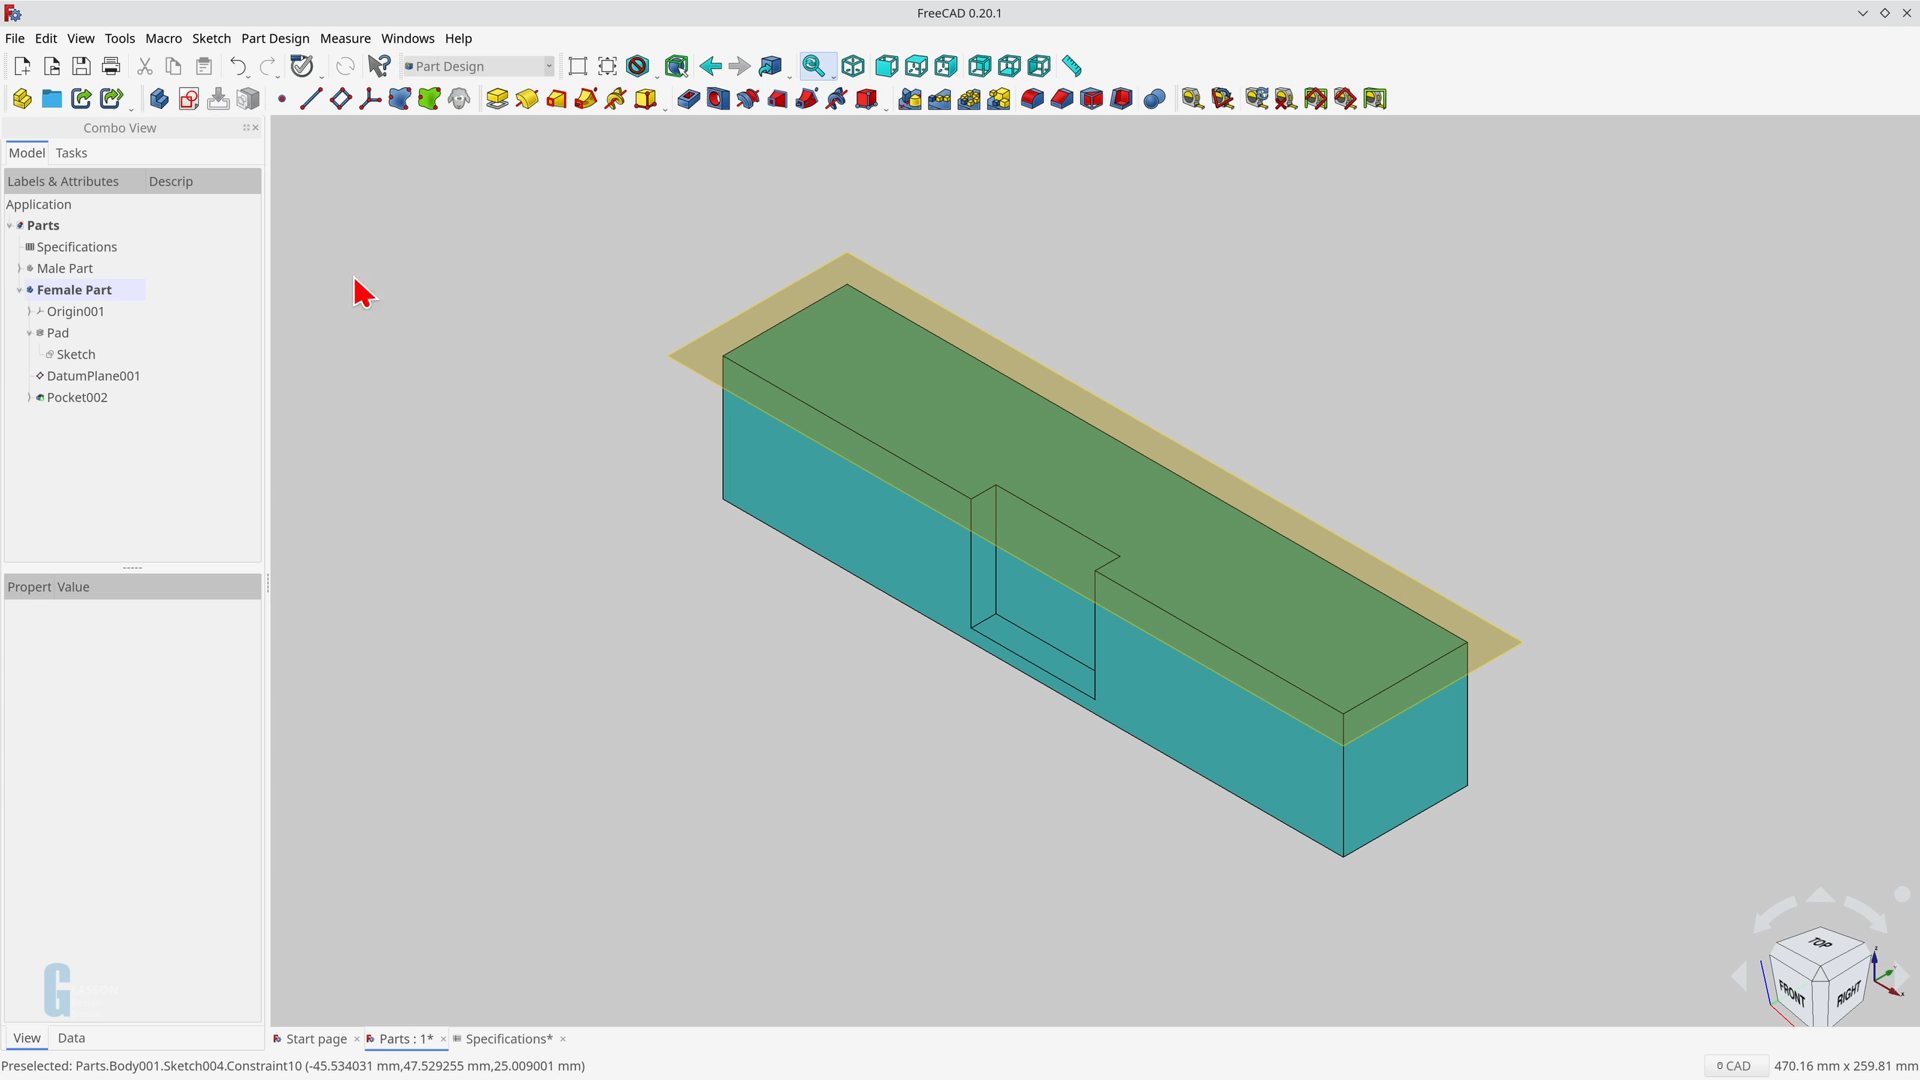 FreeCAD 0.20.1
File Edit View Tools Macro Sketch Part Design Measure Windows Help
Part Design
Combo View
Model Tasks
Labels & Attributes Descrip
Application
Parts
Specifications
Male Part
Female Part
Origin001
Pad
Sketch
DatumPlane001
Pocket002
Propert Value
TOP
FRONT RIGHT
View Data
Start page Parts : 1* Specifications*
Preselected: Parts.Body001.Sketch004.Constraint10 (-45.534031 mm,47.529255 mm,25.009001 mm)
CAD 470.16 mm x 259.81 mm